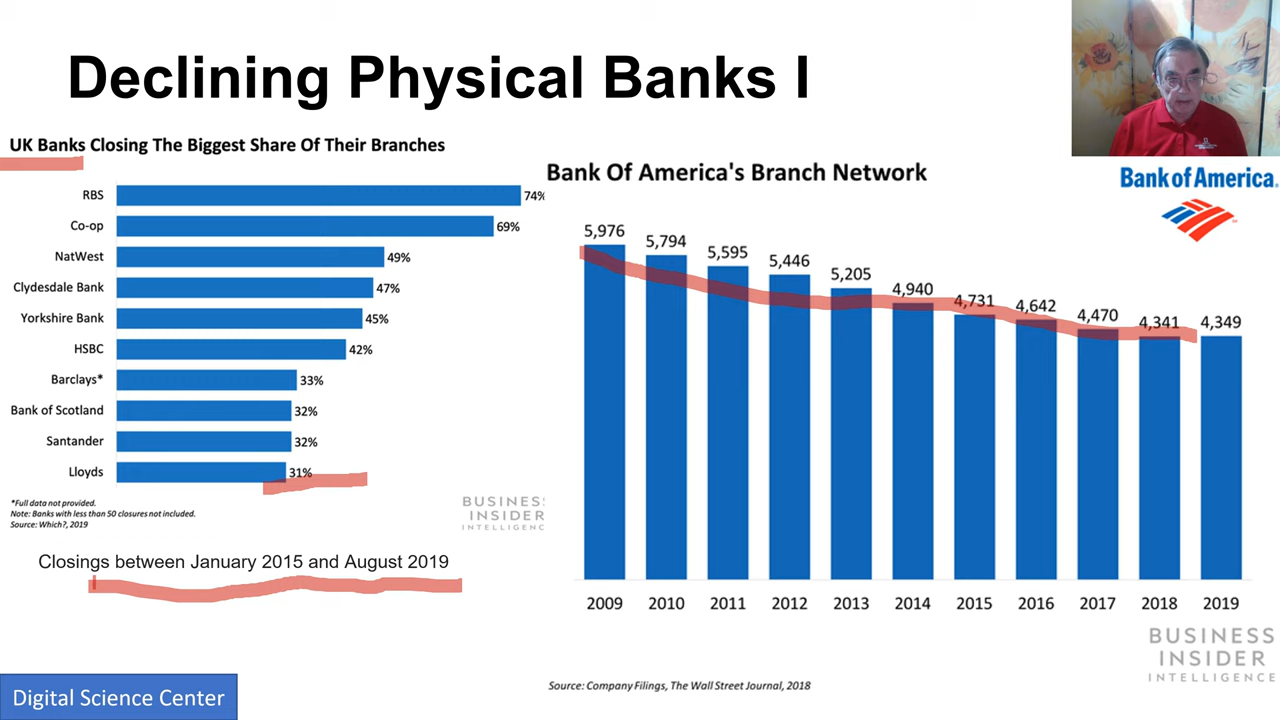 Declining Physical Banks I
UK Banks Closing The Biggest Share Of Their Branches
RBS 74%
Co-op 69%
NatWest 49%
Clydesdale Bank 47%
Yorkshire Bank 45%
HSBC 42%
Barclays* 33%
Bank of Scotland 32%
Santander 32%
Lloyds 31%
*Full data not provided.
Note: Banks with less than 50 closures not included.
Source: Which?, 2019
BUSINESS
INSIDER
INTELLIGENC
Closings between January 2015 and August 2019
Bank Of America's Branch Network
Bank of America.
5,976 5,794 5,595 5,446 5,205 4,940 4,731 4,642 4,470 4,341 4,349
2009 2010 2011 2012 2013 2014 2015 2016 2017 2018 2019
BUSINESS
INSIDER
INTELLIGENCE
Source: Company Filings, The Wall Street Journal, 2018
Digital Science Center